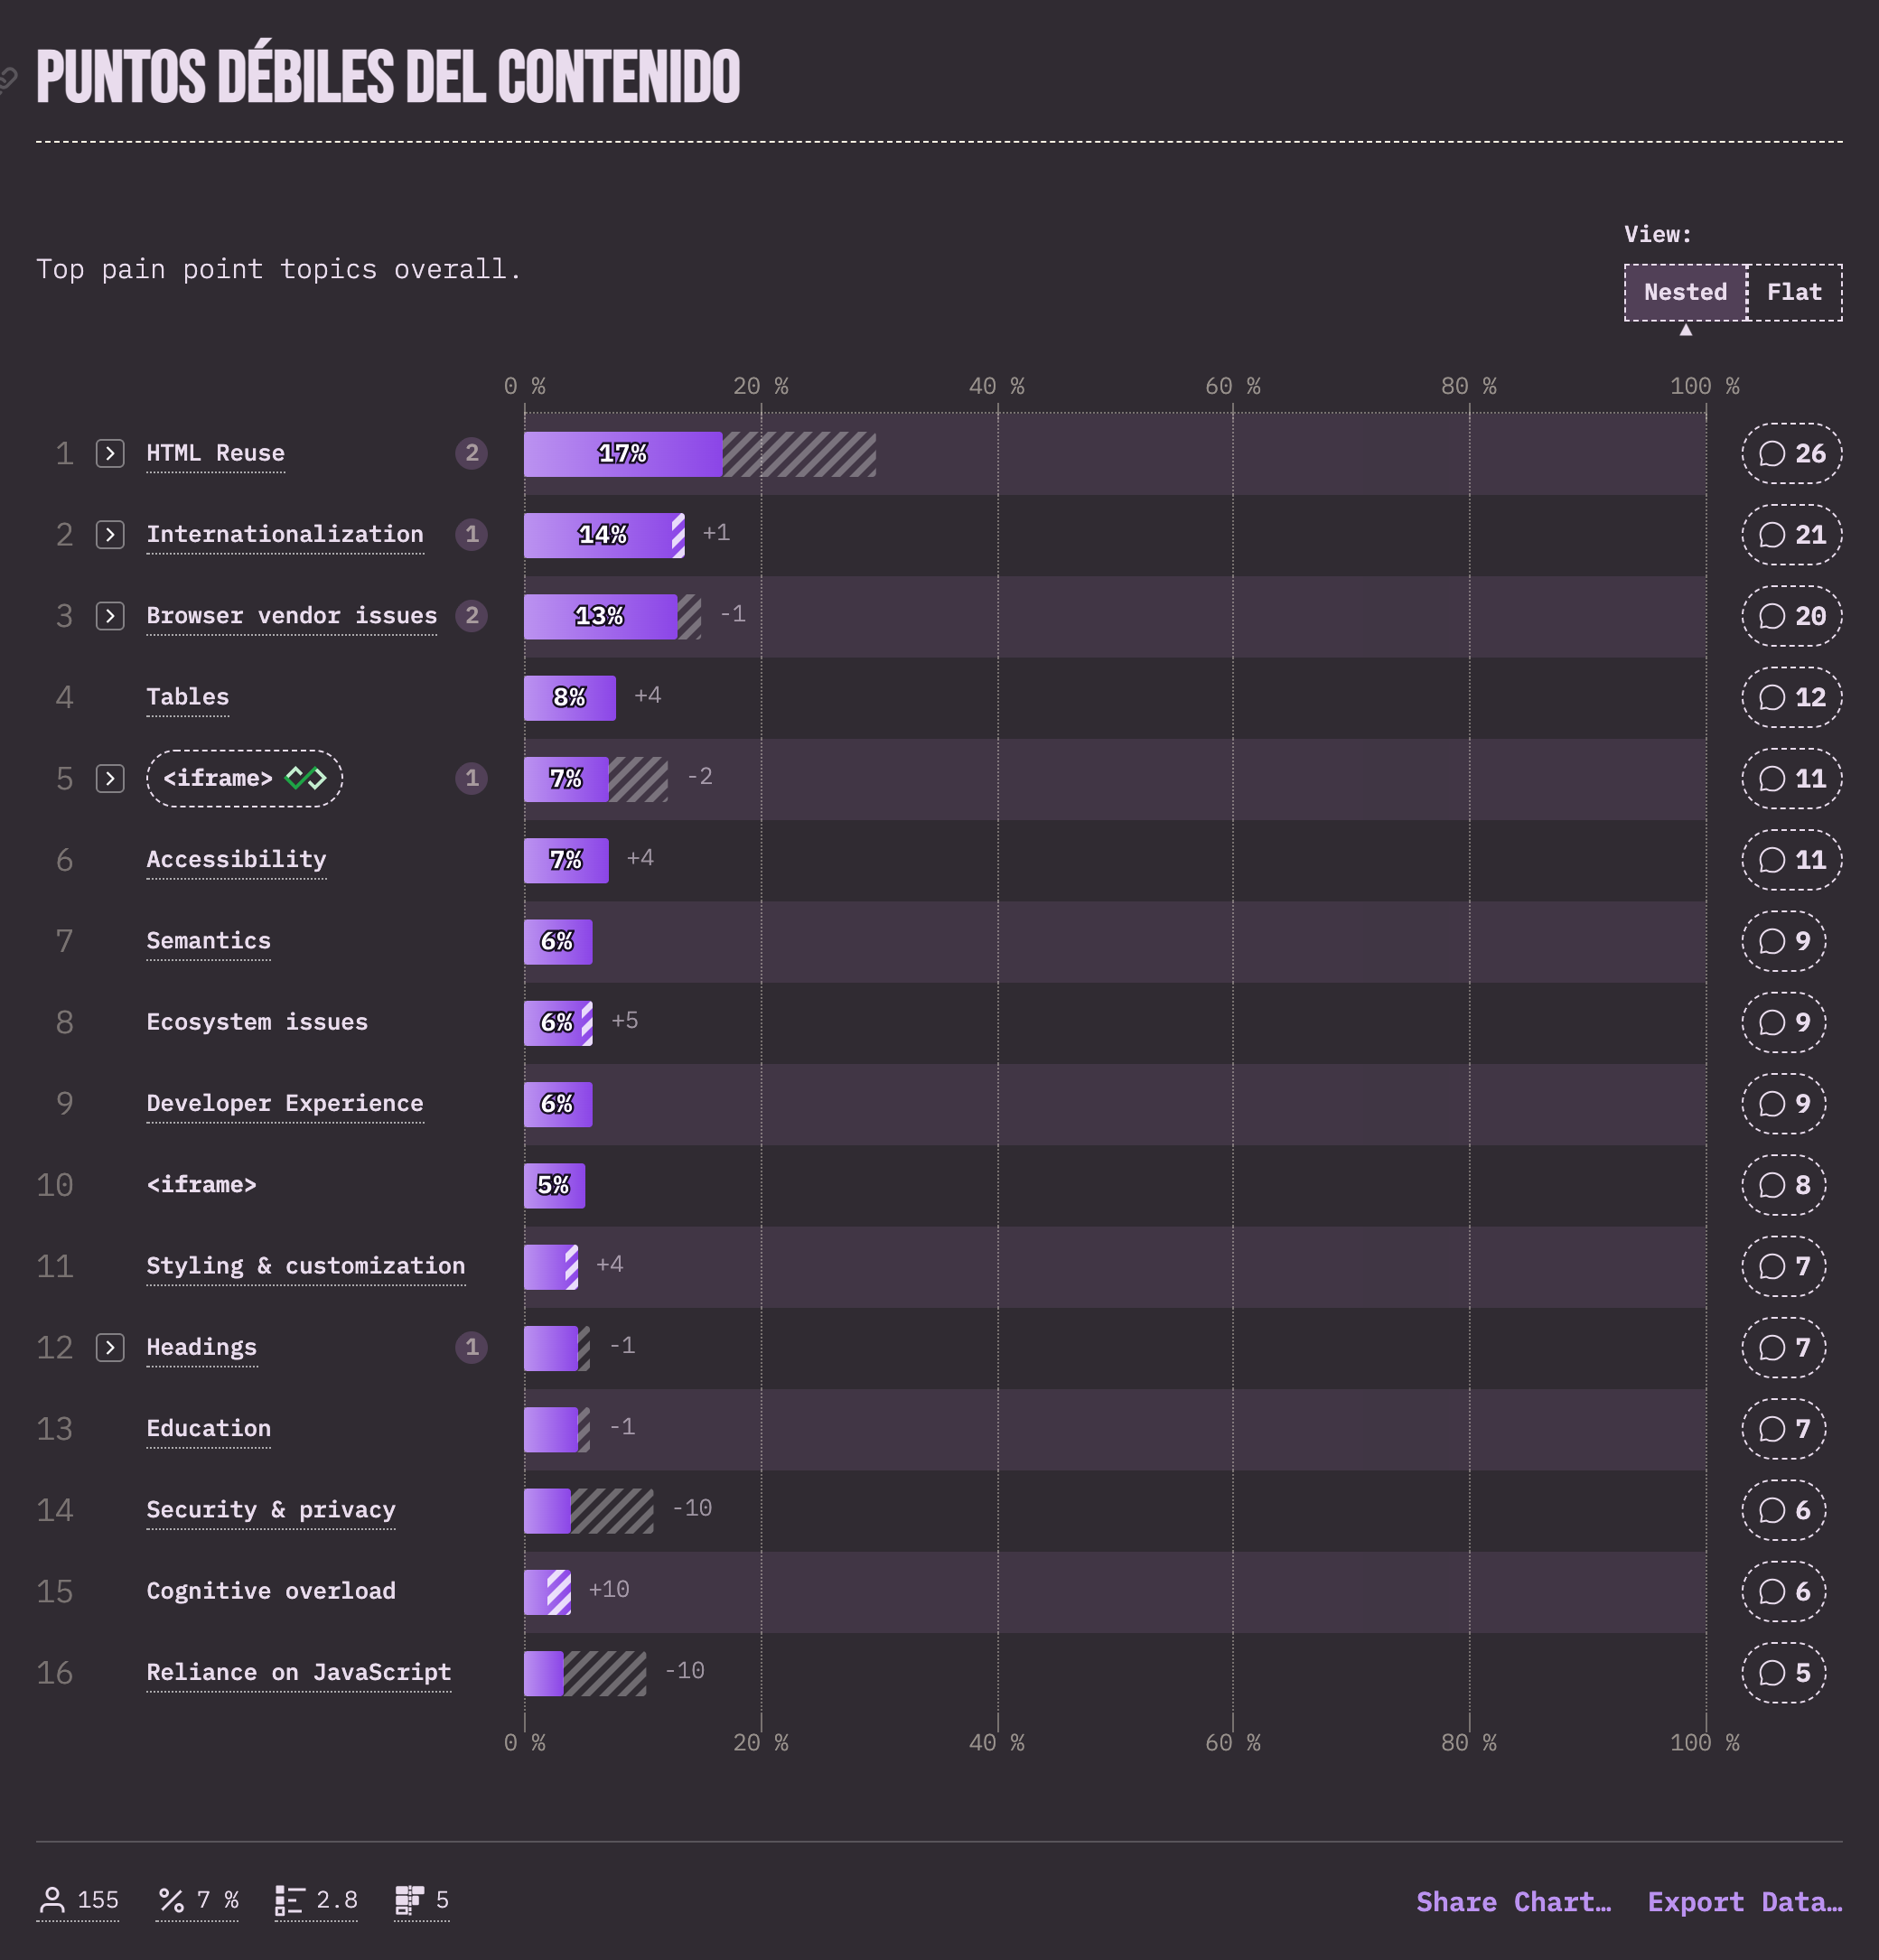 PUNTOS DÉBILES DEL CONTENIDO
Top pain point topics overall.
View:
Nested Flat
0 % 20 % 40 % 60 % 80 % 100 %
1 HTML Reuse 2 17% 26
2 Internationalization 1 14% +1 21
3 Browser vendor issues 2 13% -1 20
4 Tables 8% +4 12
5 <iframe> 1 7% -2 11
6 Accessibility 7% +4 11
7 Semantics 6% 9
8 Ecosystem issues 6% +5 9
9 Developer Experience 6% 9
10 <iframe> 5% 8
11 Styling & customization +4 7
12 Headings 1 -1 7
13 Education -1 7
14 Security & privacy -10 6
15 Cognitive overload +10 6
16 Reliance on JavaScript -10 5
0 % 20 % 40 % 60 % 80 % 100 %
155 7 % 2.8 5 Share Chart… Export Data…